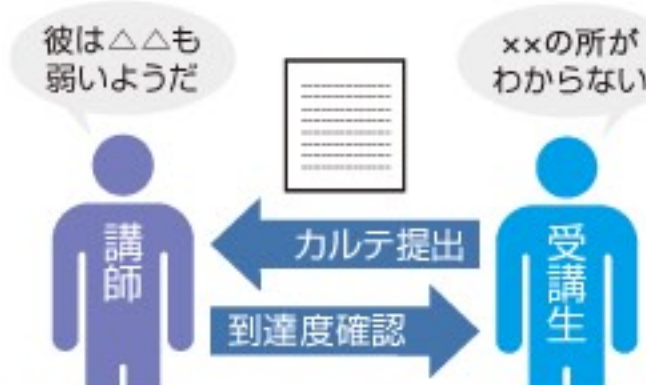 彼は△△も
弱いようだ
××の所が
わからない
カルテ提出
到達度確認
講師
受講生